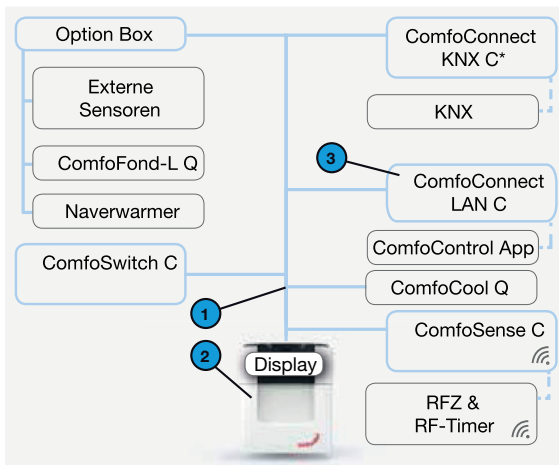 Option Box
Externe
Sensoren
ComfoFond-L Q
Naverwarmer
ComfoSwitch C
1
2
Display
3
ComfoConnect
KNX C*
KNX
ComfoConnect
LAN C
ComfoControl App
ComfoCool Q
ComfoSense C
RFZ &
RF-Timer